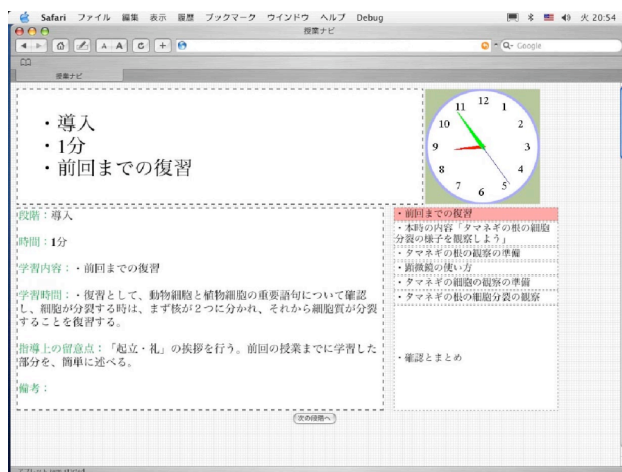 Safari ファイル 編集 表示 履歴 ブックマーク ウインドウ ヘルプ Debug
火 20:54
授業ナビ
A A C +
Q- Google
授業ナビ
・導入
・1分
・前回までの復習
12
1
2
3
4
5
6
7
8
9
10
11
段階：導入
時間：1分
学習内容：・前回までの復習
学習時間：・復習として、動物細胞と植物細胞の重要語句について確認
し、細胞が分裂する時は、まず核が２つに分かれ、それから細胞質が分裂
することを復習する。
指導上の留意点：「起立・礼」の挨拶を行う。前回の授業までに学習した
部分を、簡単に述べる。
備考：
・前回までの復習
・本時の内容「タマネギの根の細胞
分裂の様子を観察しよう」
・タマネギの根の観察の準備
・顕微鏡の使い方
・タマネギの細胞の観察の準備
・タマネギの根の細胞分裂の観察
・確認とまとめ
次の段階へ